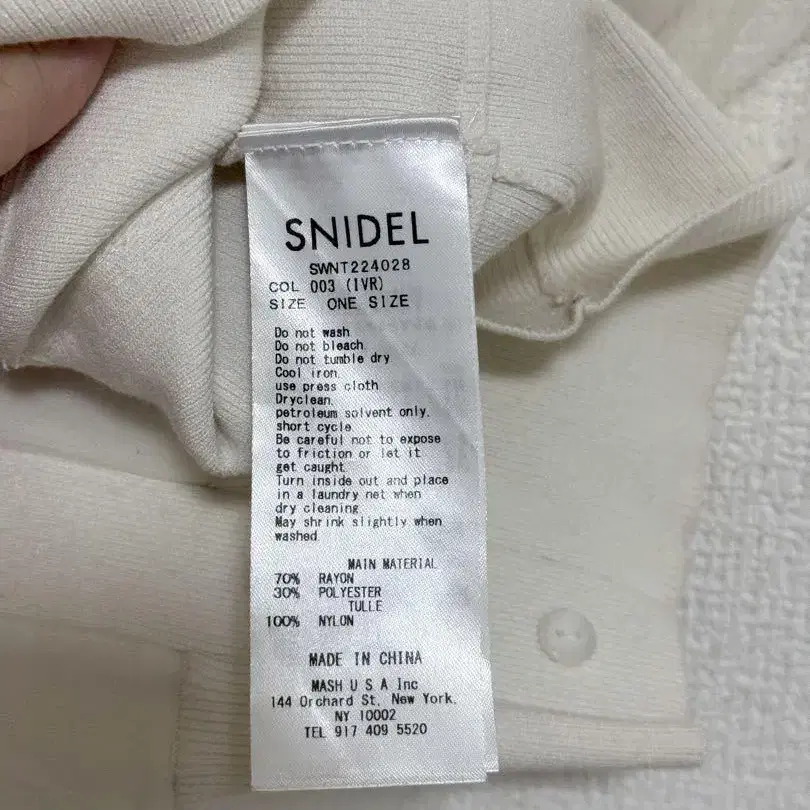 SNIDEL
SWNT224028
COL 003 (IVR)
SIZE ONE SIZE
Do not wash
Do not bleach
Do not tumble dry
Cool iron.
use press cloth
Dryclean.
petroleum solvent only.
short cycle
Be careful not to expose
to friction or let it
get caught.
Turn inside out and place
in a laundry net when
dry cleaning.
May shrink slightly when
washed.
MAIN MATERIAL
70% RAYON
30% POLYESTER
TULLE
100% NYLON
MADE IN CHINA
MASH U S A Inc
144 Orchard St. New York.
NY 10002
TEL 917 409 5520